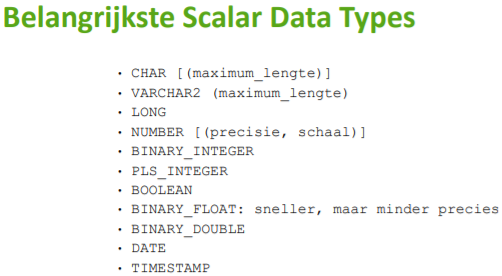 Belangrijkste Scalar Data Types
• CHAR [(maximum_lengte)]
• VARCHAR2 (maximum_lengte)
• LONG
• NUMBER [(precisie, schaal)]
• BINARY_INTEGER
• PLS_INTEGER
• BOOLEAN
• BINARY_FLOAT: sneller, maar minder precies
• BINARY_DOUBLE
• DATE
• TIMESTAMP